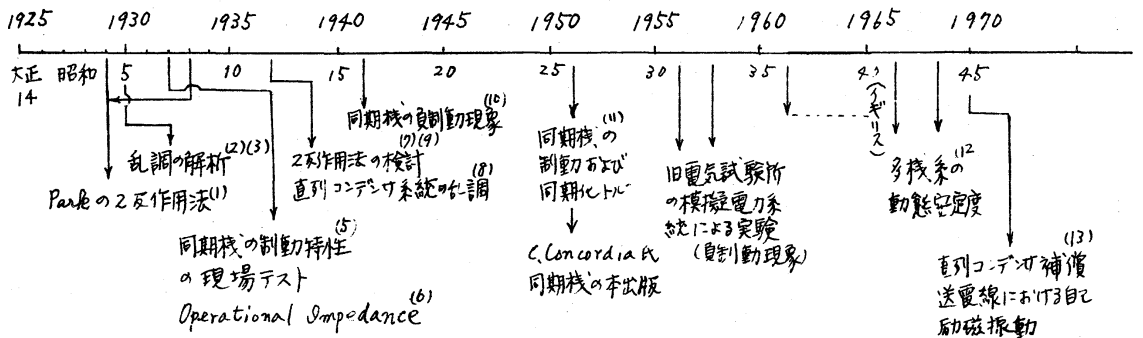 1925 1930 1935 1940 1945 1950 1955 1960 1965 1970
大正 昭和 5 10 15 20 25 30 35 4 45
14
乱調の解析(2)(3)
Parkの2反作用法(1)
同期機の制動特性(5)
の現場テスト
Operational Impedance(6)
同期機の負制動現象(10)
2反作用法の検討(7)(9)
直列コンデンサ系統の乱調(8)
同期機の(11)
制動および
同期化トルク
C. Concordia氏
同期機の本出版
旧電気試験所
の模擬電力系
統による実験
(負制動現象)
(イギリス)
多機系の(12
動態安定度
(13)
直列コンデンサ補償
送電線における自己
励磁振動